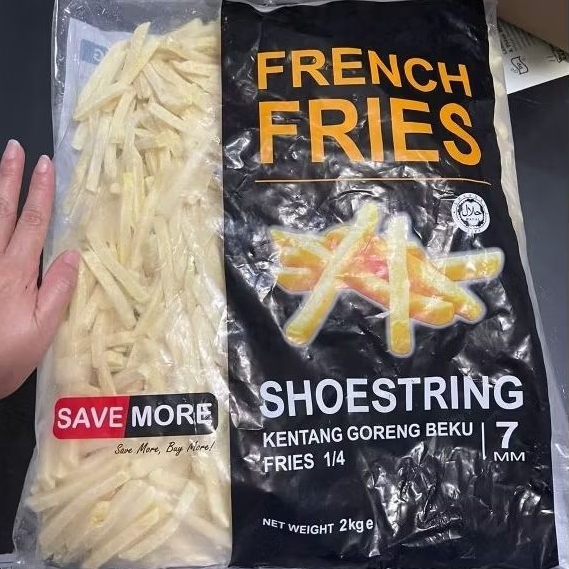 FRENCH
FRIES
حلال
SHOESTRING
KENTANG GORENG BEKU
FRIES 1/4
7
MM
SAVE MORE
Save More, Buy More!
NET WEIGHT 2kg e